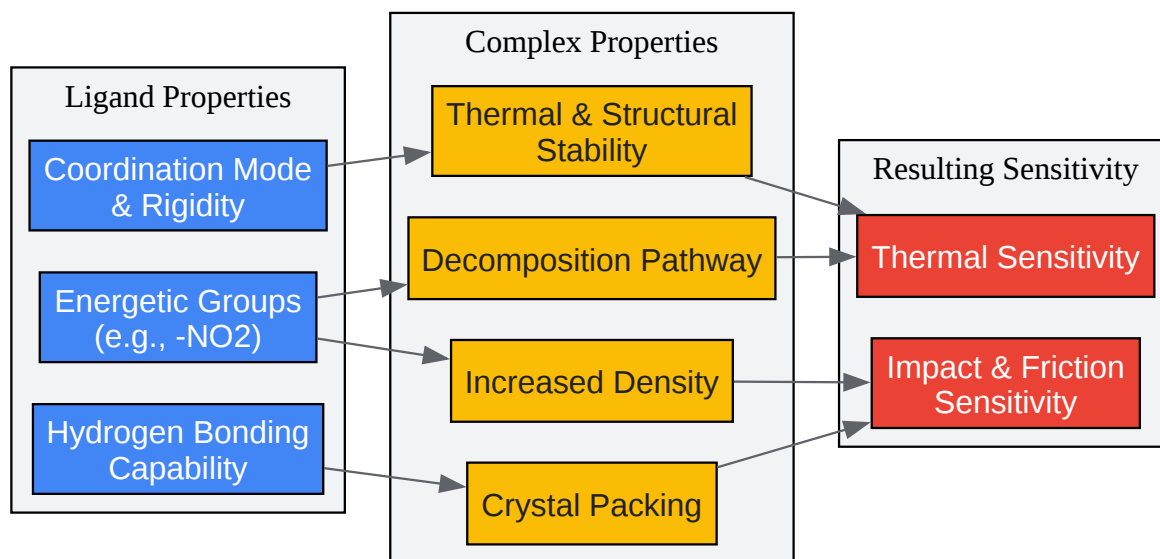 Ligand Properties
Coordination Mode
& Rigidity
Energetic Groups
(e.g., -NO2)
Hydrogen Bonding
Capability
Complex Properties
Thermal & Structural
Stability
Decomposition Pathway
Increased Density
Crystal Packing
Resulting Sensitivity
Thermal Sensitivity
Impact & Friction
Sensitivity